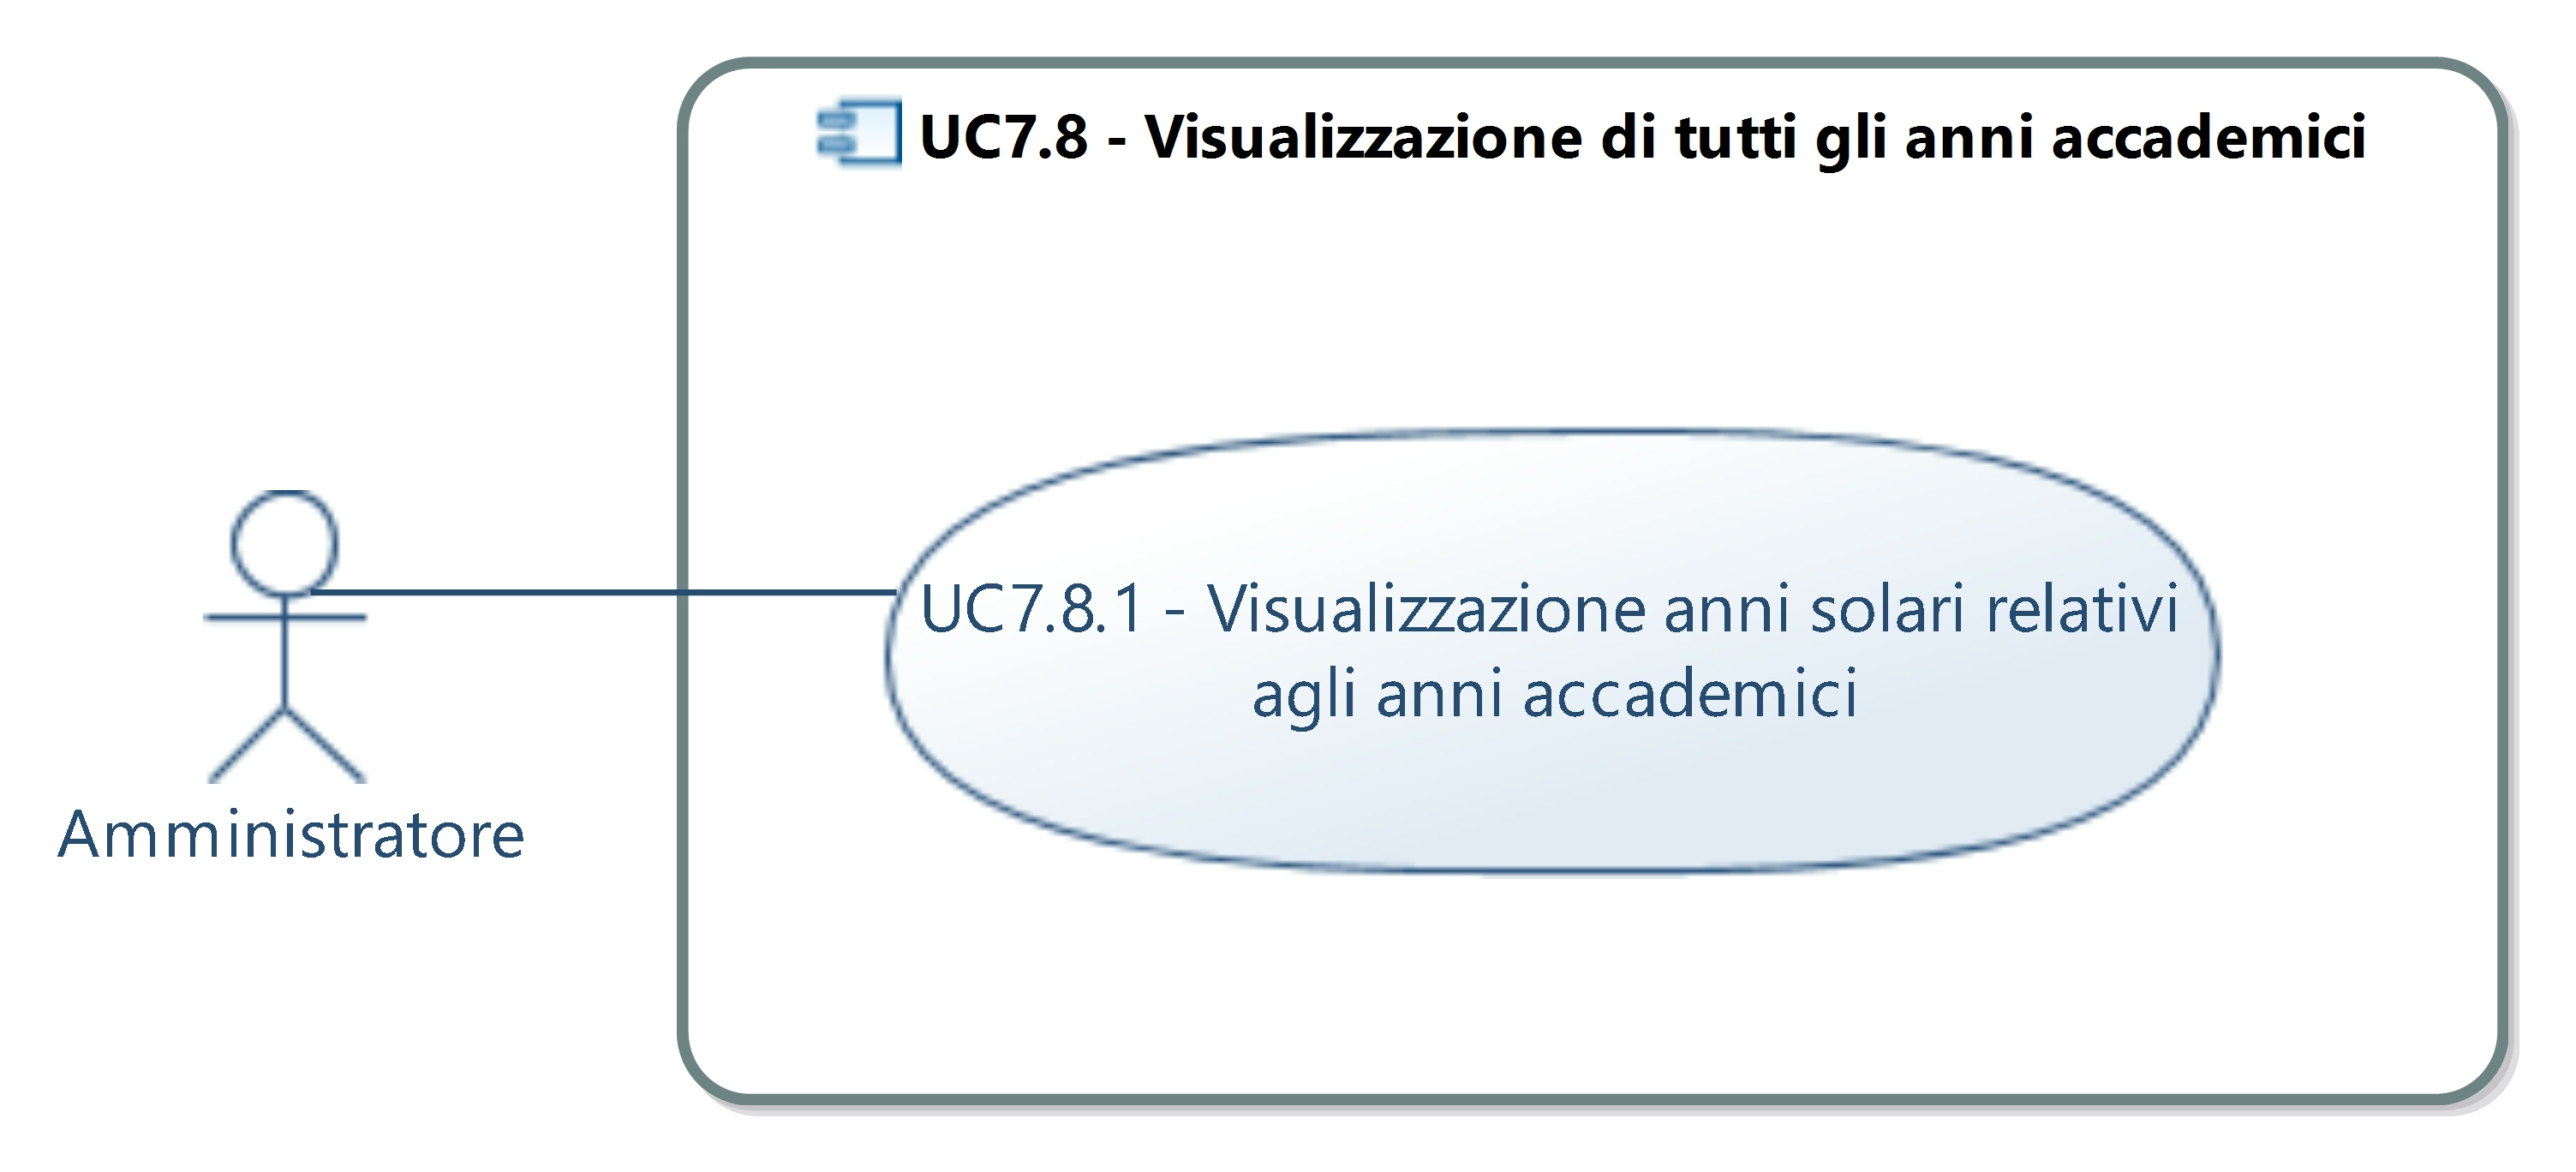 UC7.8 - Visualizzazione di tutti gli anni accademici
UC7.8.1 - Visualizzazione anni solari relativi
agli anni accademici
Amministratore